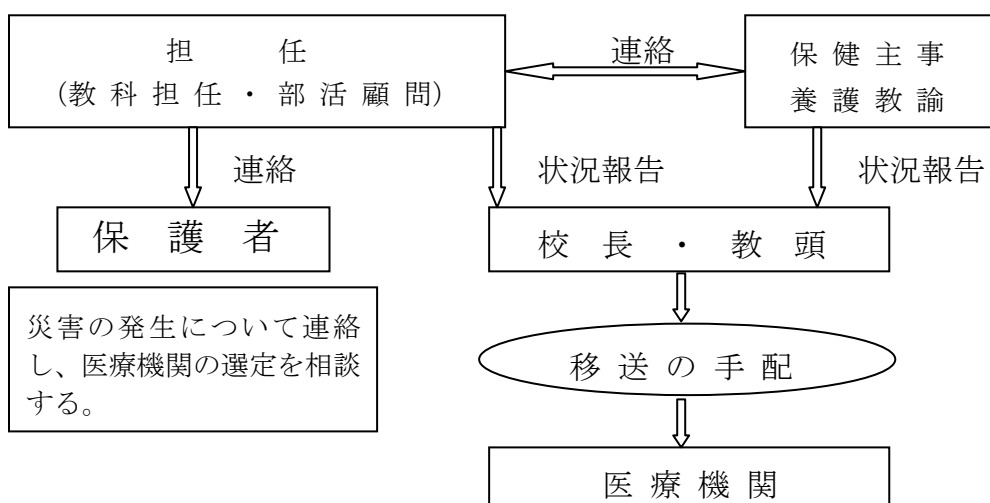 担任
(教科担任・部活顧問)
連絡
保健主事
養護教諭
連絡
状況報告
状況報告
保護者
校長・教頭
災害の発生について連絡
し、医療機関の選定を相談
する。
移送の手配
医療機関